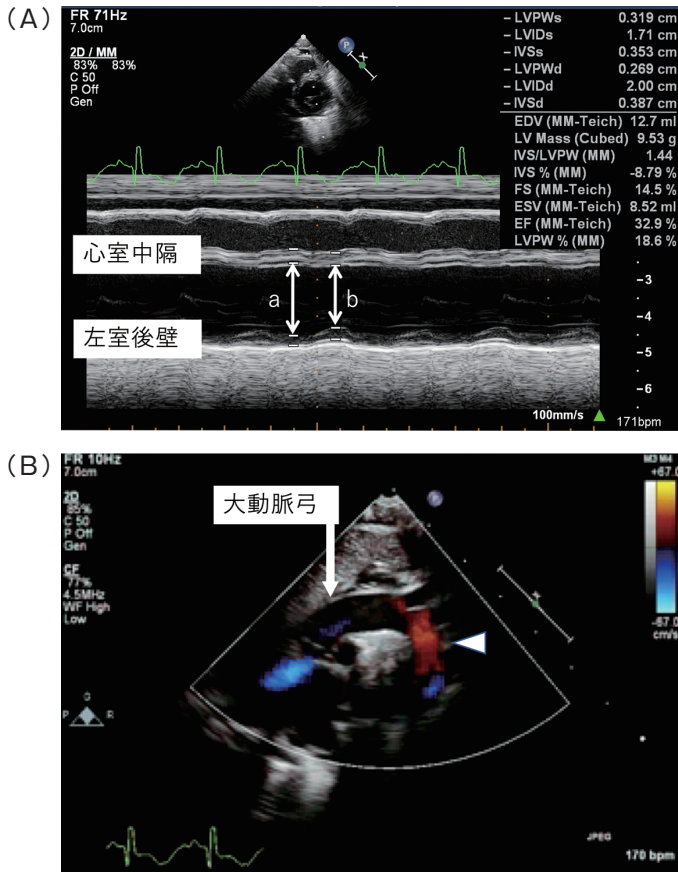 (A)
FR 71Hz
7.0cm
2D / MM
83% 83%
C 50
P Off
Gen
P
LVPWs 0.319 cm
LVIDs 1.71 cm
IVSs 0.353 cm
LVPWd 0.269 cm
LVIDd 2.00 cm
IVSd 0.387 cm
EDV (MM-Teich) 12.7 ml
LV Mass (Cubed) 9.53 g
IVS/LVPW (MM) 1.44
IVS % (MM) -8.79 %
FS (MM-Teich) 14.5 %
ESV (MM-Teich) 8.52 ml
EF (MM-Teich) 32.9 %
LVPW % (MM) 18.6 %
心室中隔
a
b
左室後壁
-3
-4
-5
-6
100mm/s
171bpm
(B)
FR 10Hz
7.0cm
2D
85%
C 50
P Off
Gen
CF
77%
4.5MHz
WF High
Low
大動脈弓
P
M3 M4
+67.0
-67.0
cm/s
G
P R
JPEG
170 bpm